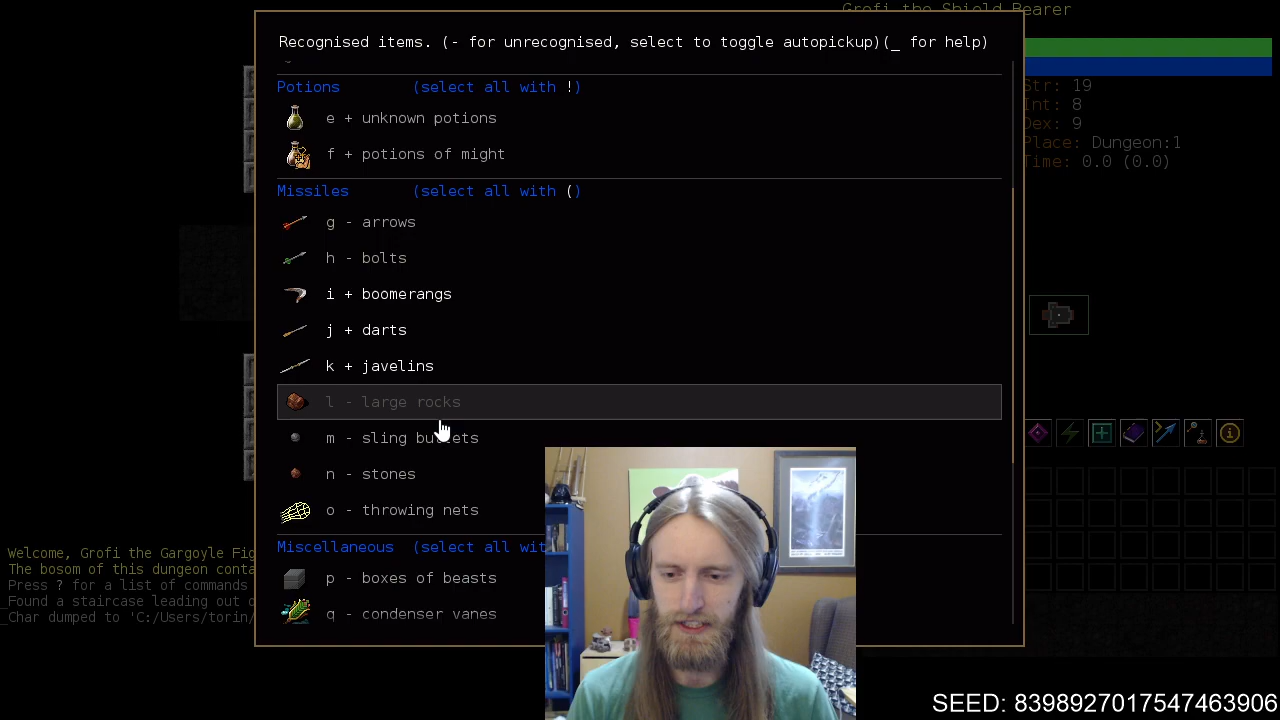 Grofi the Shield Bearer
Recognised items. (- for unrecognised, select to toggle autopickup)(_ for help)
Str: 19
Potions (select all with !)
Int: 8
e + unknown potions
Dex: 9
Place: Dungeon:1
f + potions of might
Time: 0.0 (0.0)
Missiles (select all with ()
g - arrows
h - bolts
i + boomerangs
j + darts
k + javelins
l - large rocks
m - sling bullets
n - stones
o - throwing nets
Miscellaneous (select all wit
Welcome, Grofi the Gargoyle Fig
The bosom of this dungeon conta
p - boxes of beasts
Press ? for a list of commands
_Found a staircase leading out o
q - condenser vanes
_Char dumped to 'C:/Users/torin/
SEED: 8398927017547463906